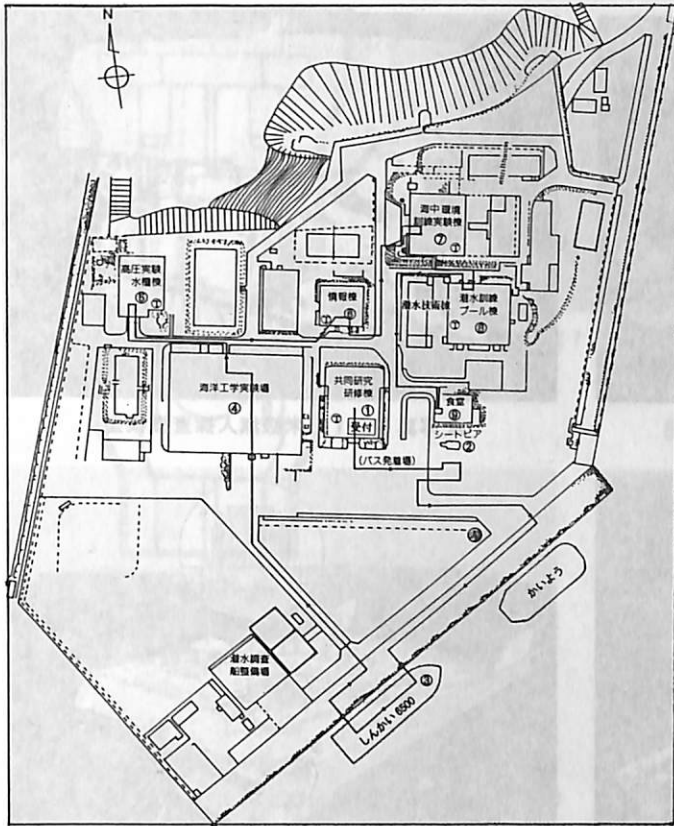 N
海中環境
訓練実験棟
⑦
高圧実験
水槽棟
⑥
情報棟
潜水技術棟
潜水訓練
プール棟
⑧
海洋工学実験場
④
共同研究
研修棟
①
受付
(バス発着場)
食堂
⑨
シートピア
②
かいよう
潜水調査
船整備場
③
しんかい6500